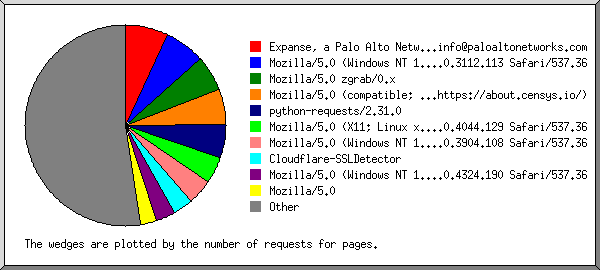 Expanse, a Palo Alto Netw...info@paloaltonetworks.com
Mozilla/5.0 (Windows NT 1....0.3112.113 Safari/537.36
Mozilla/5.0 zgrab/0.x
Mozilla/5.0 (compatible; ...https://about.censys.io/)
python-requests/2.31.0
Mozilla/5.0 (X11; Linux x....0.4044.129 Safari/537.36
Mozilla/5.0 (Windows NT 1....0.3904.108 Safari/537.36
Cloudflare-SSLDetector
Mozilla/5.0 (Windows NT 1....0.4324.190 Safari/537.36
Mozilla/5.0
Other
The wedges are plotted by the number of requests for pages.